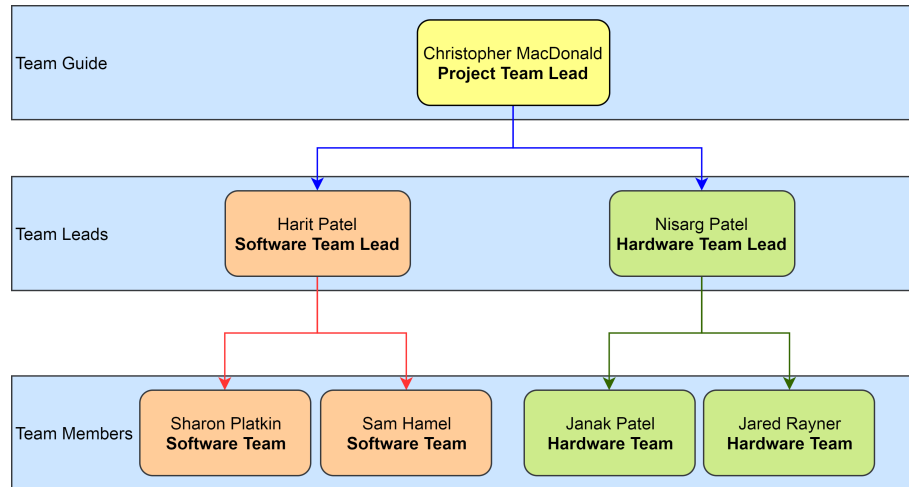 Team Guide
Christopher MacDonald
Project Team Lead
Team Leads
Harit Patel
Software Team Lead
Nisarg Patel
Hardware Team Lead
Team Members
Sharon Platkin
Software Team
Sam Hamel
Software Team
Janak Patel
Hardware Team
Jared Rayner
Hardware Team